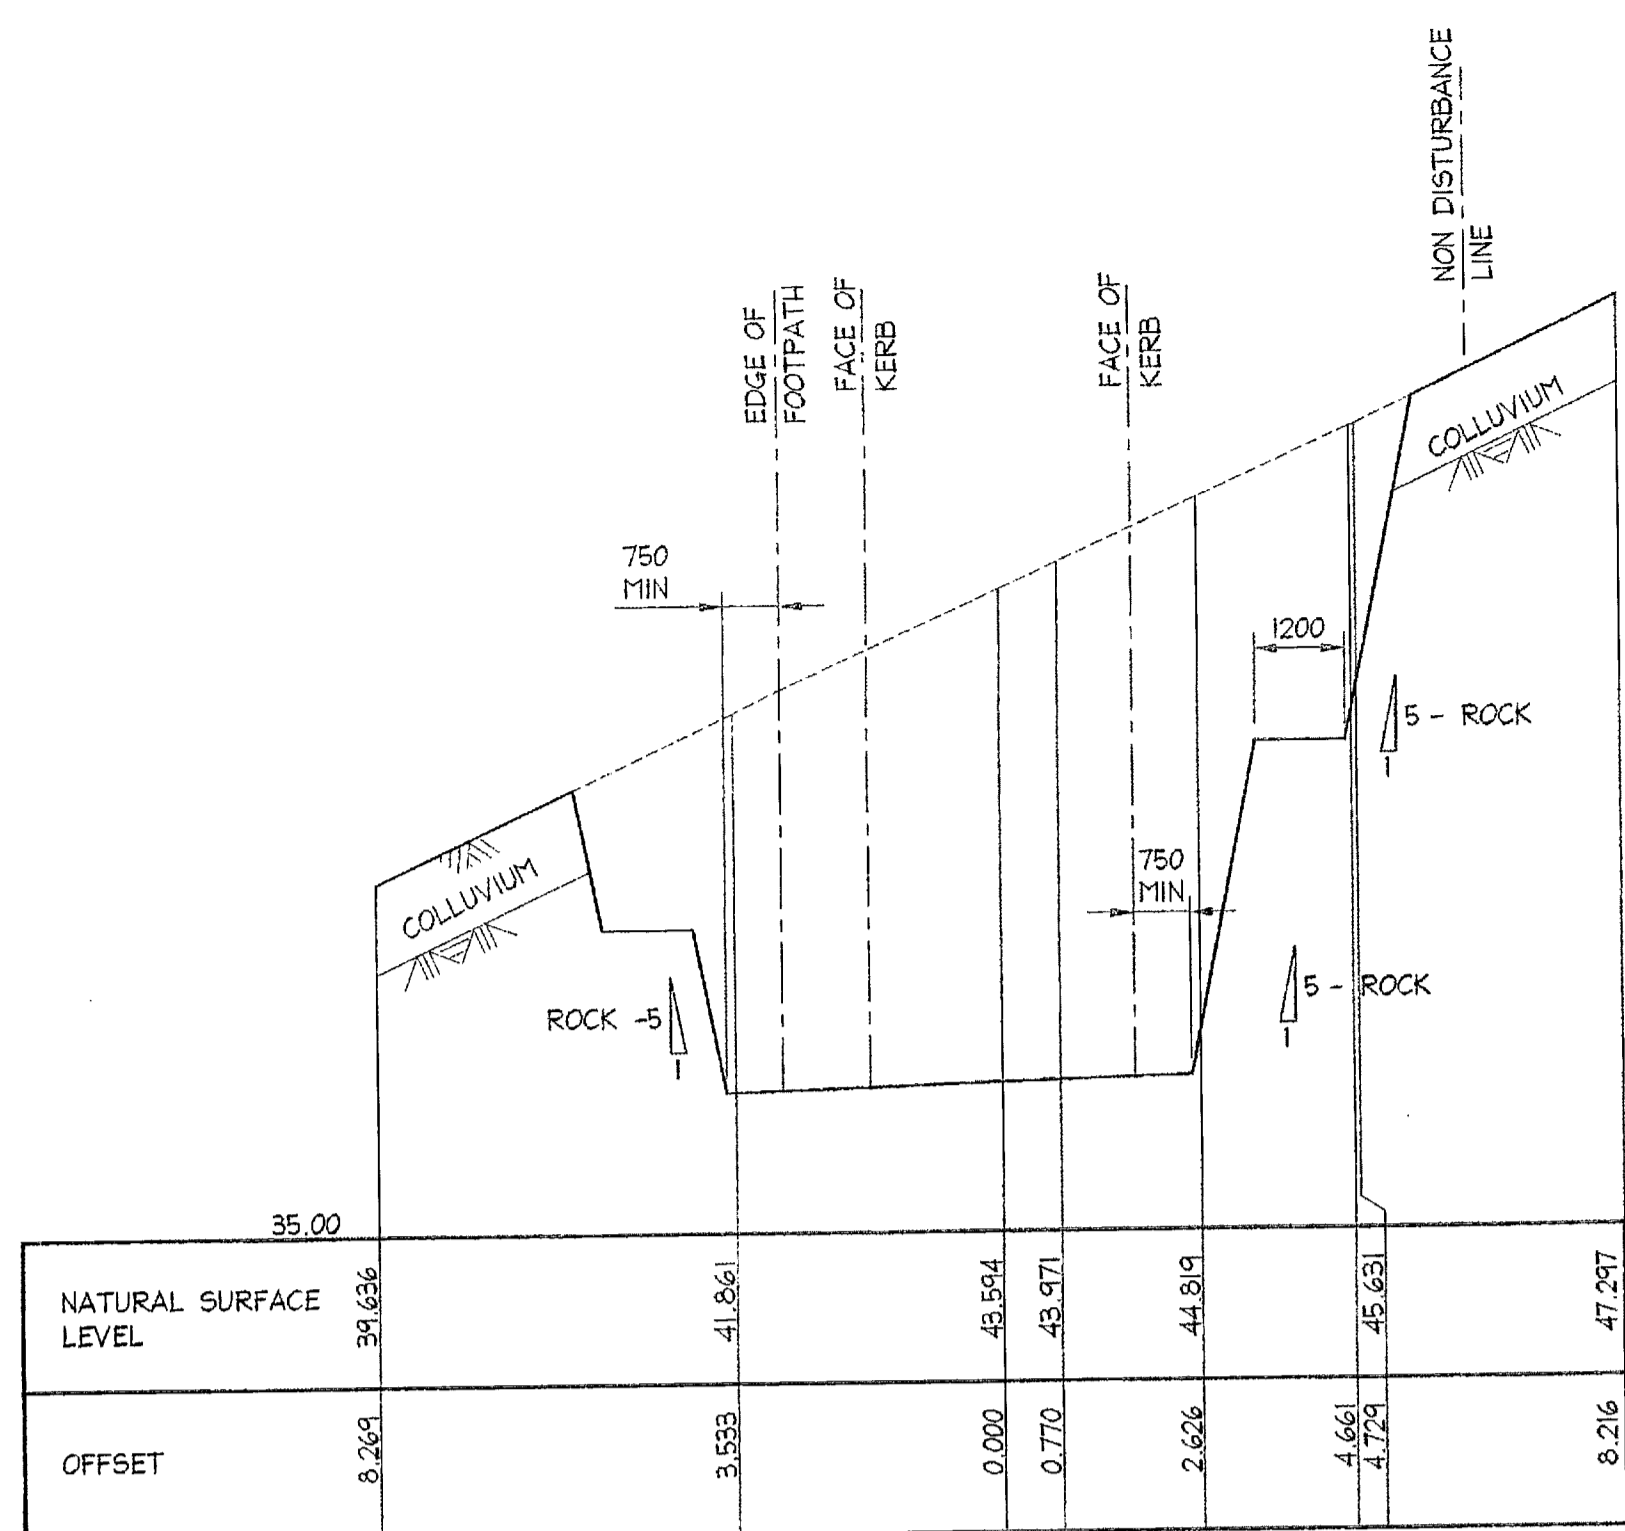 NON DISTURBANCE
LINE
EDGE OF
FOOTPATH
FACE OF
KERB
FACE OF
KERB
COLLUVIUM
750
MIN
1200
5 - ROCK
1
750
MIN
COLLUVIUM
ROCK -5
1
5 - ROCK
1
35.00
NATURAL SURFACE
LEVEL
39.636
41.861
43.594
43.971
44.819
45.631
47.297
OFFSET
8.269
3.533
0.000
0.770
2.626
4.661
4.729
8.216